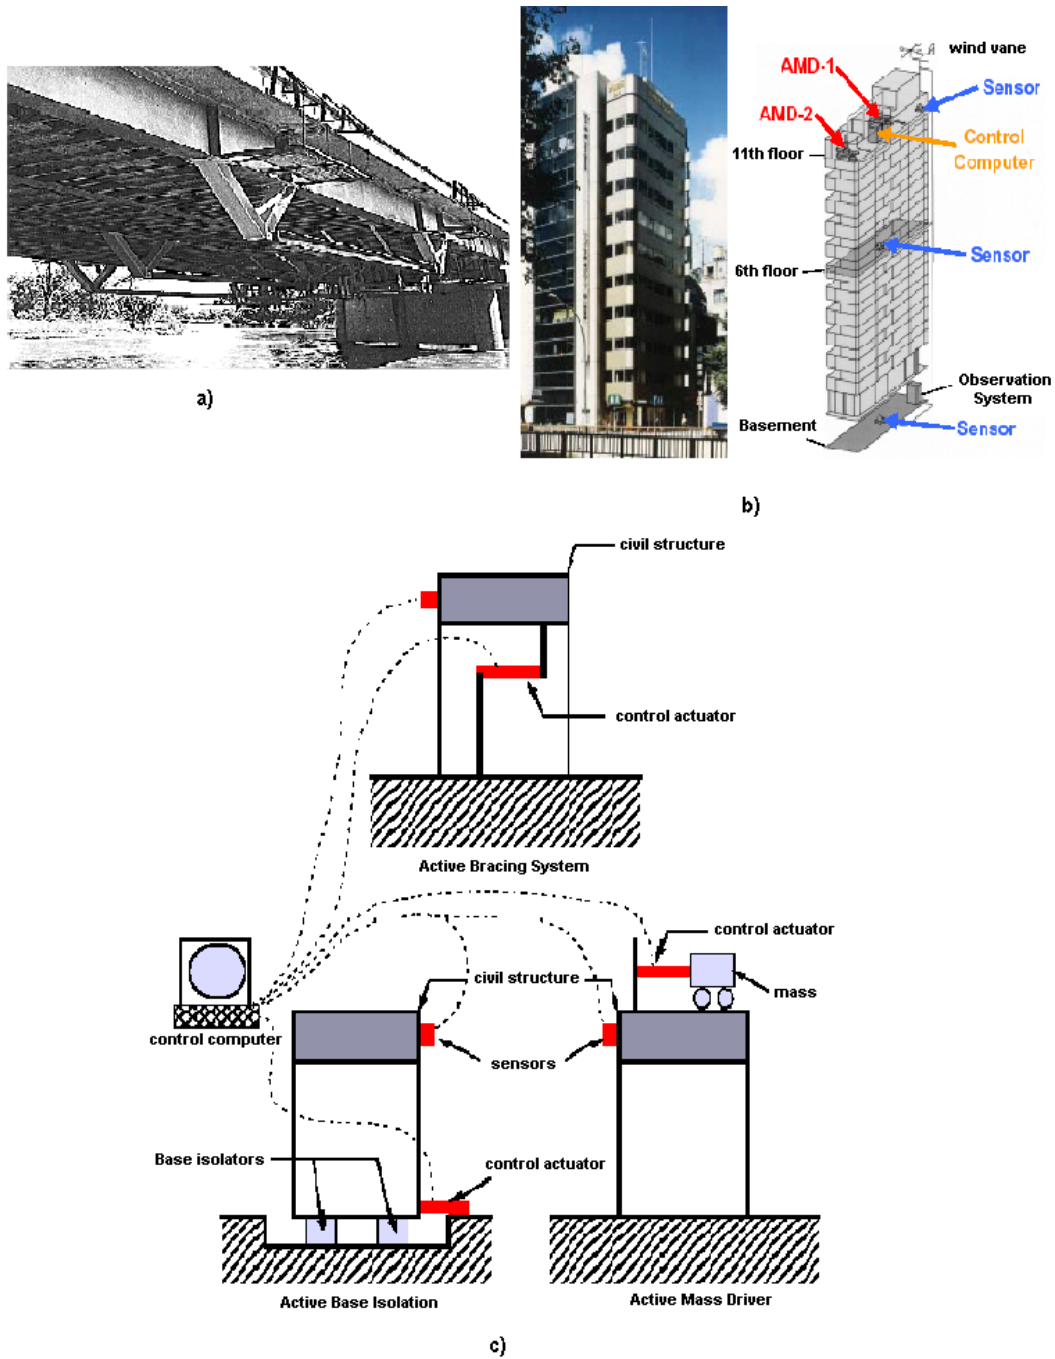 a)
wind vane
AMD-1
Sensor
AMD-2
Control
Computer
11th floor
Sensor
6th floor
Observation
System
Basement
Sensor
b)
civil structure
control actuator
Active Bracing System
control actuator
civil structure
mass
control computer
sensors
Base isolators
control actuator
Active Base Isolation
Active Mass Driver
c)